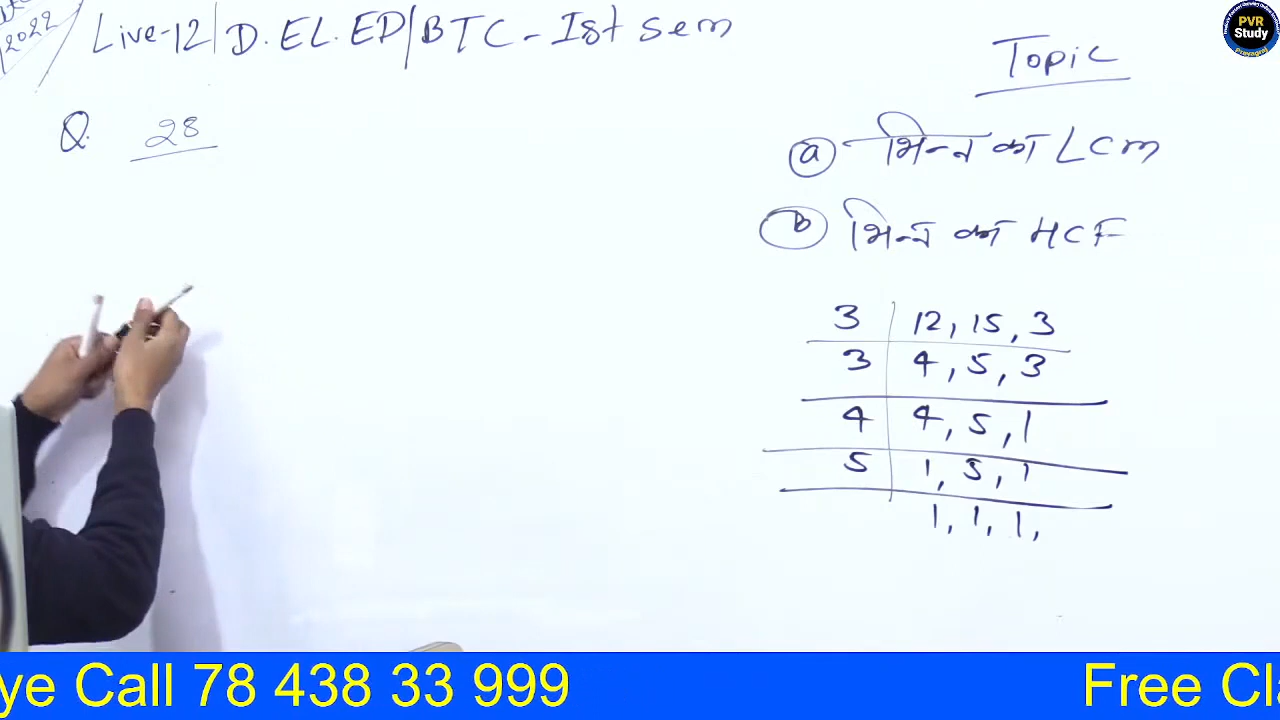 2022
Live-12 | D.EL.ED | BTC - Ist sem
PVR
Study
Prayagraj
Topic
Q. 28
(a) भिन्न का LCM
(b) भिन्न का HCF
3 | 12, 15, 3
3 | 4, 5, 3
4 | 4, 5, 1
5 | 1, 5, 1
1, 1, 1,
ye Call 78 438 33 999
Free Cla